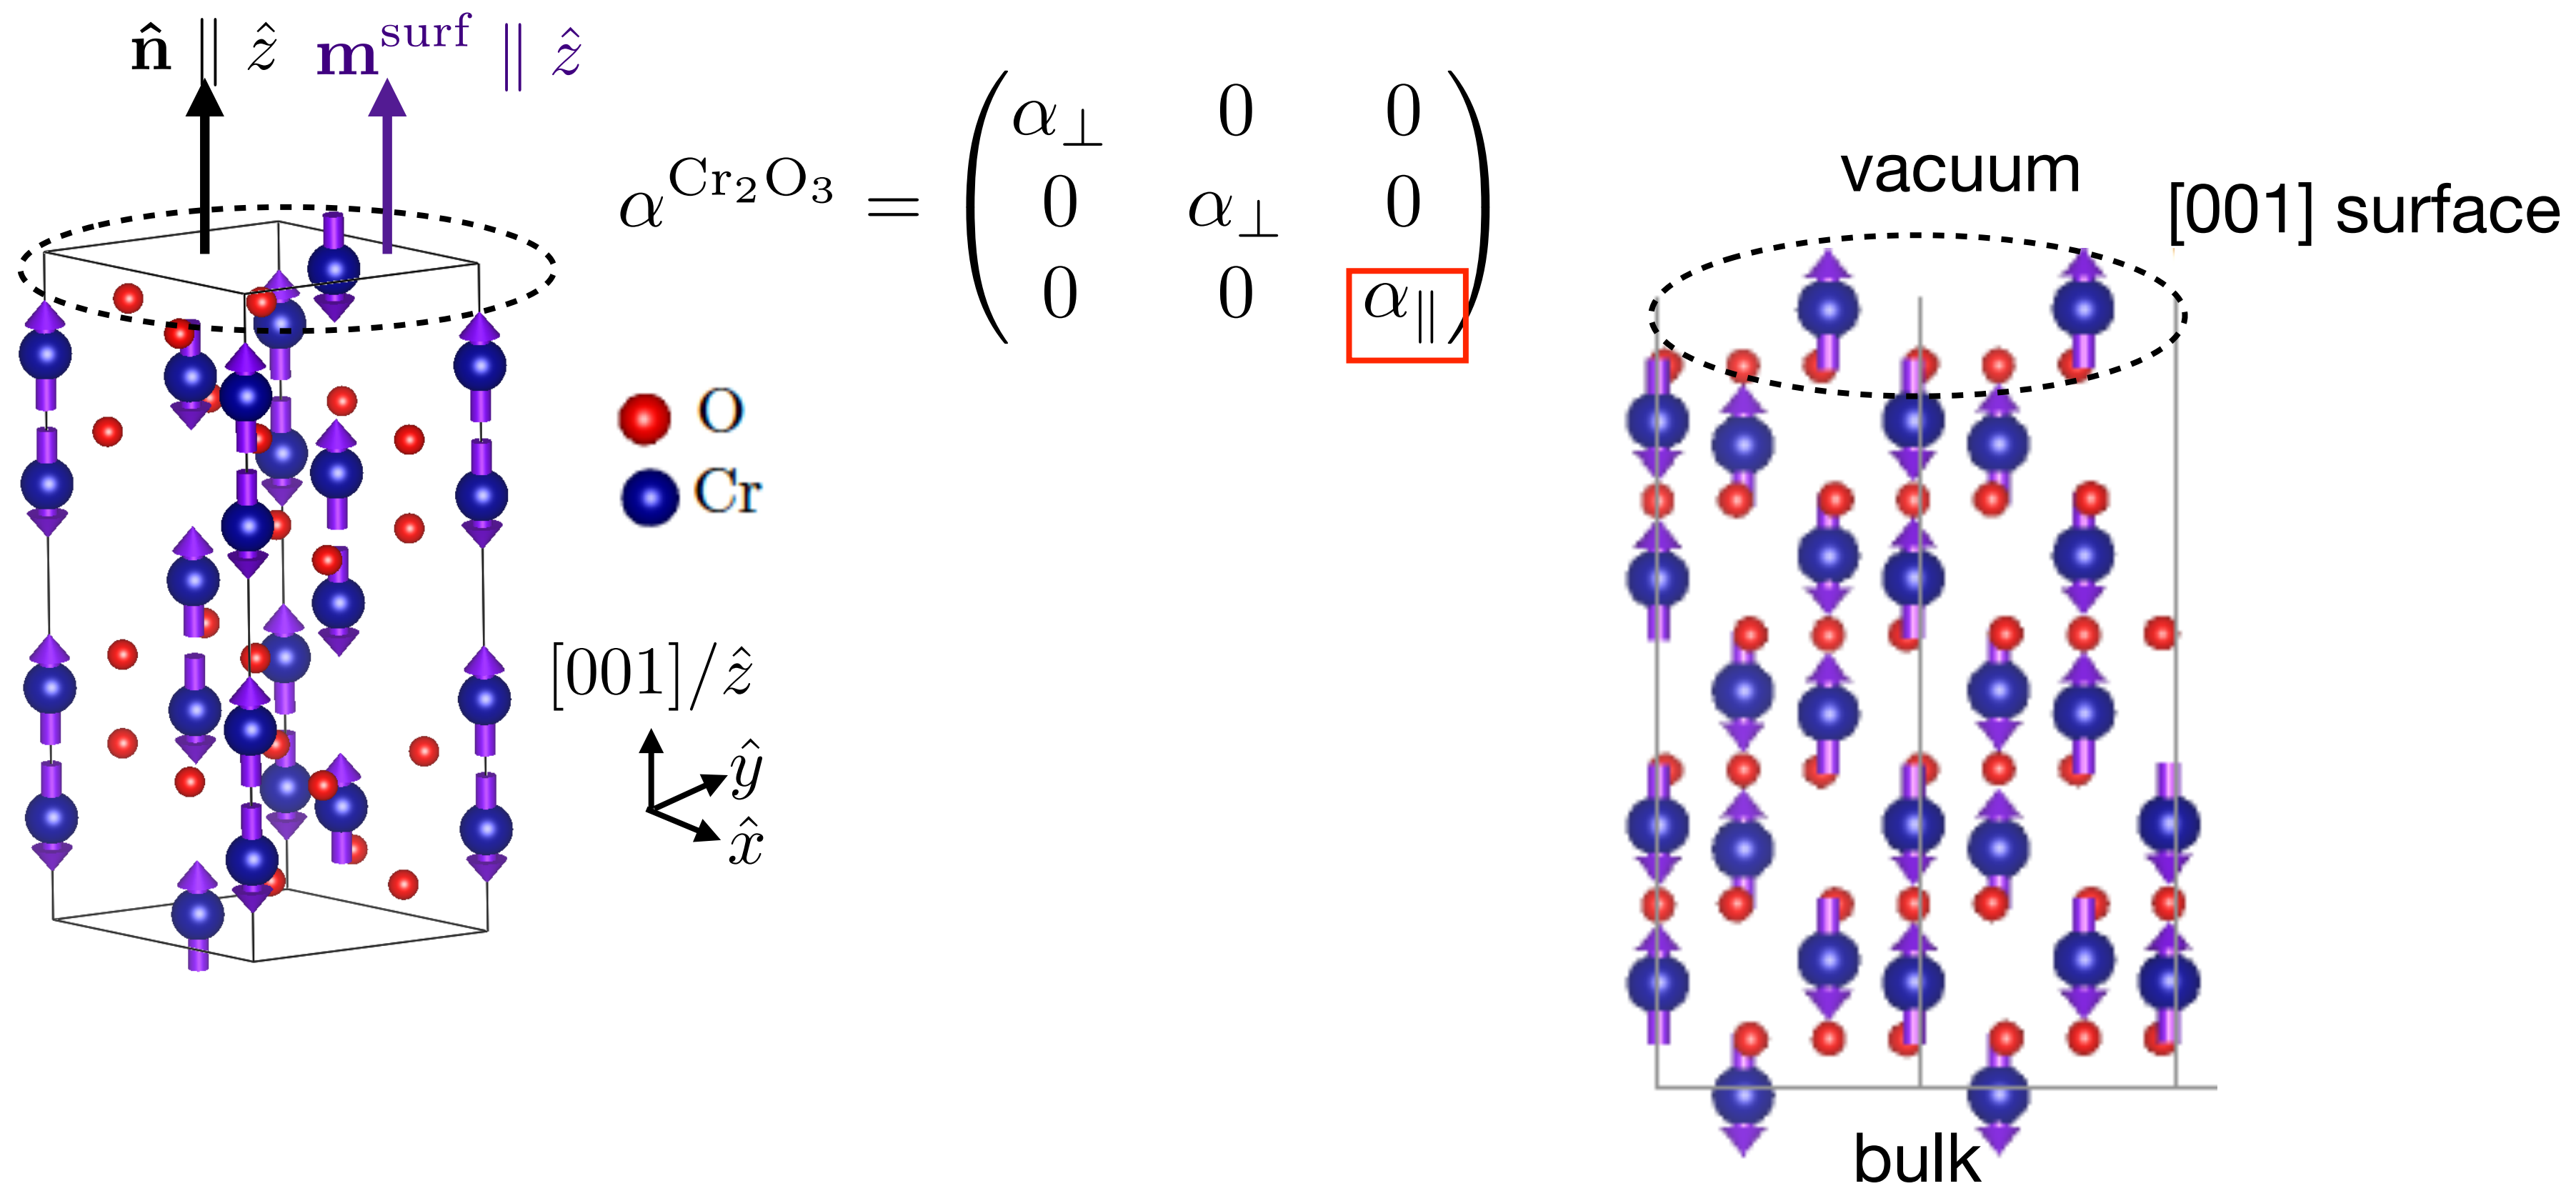 n̂ ∥ ẑ m^surf ∥ ẑ
α^Cr₂O₃ = ( α⊥ 0 0
0 α⊥ 0
0 0 α∥ )
O
Cr
[001]/ẑ
ŷ
x̂
vacuum
[001] surface
bulk